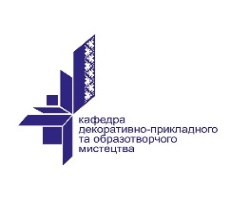 кафедра
декоративно-прикладного
та образотворчого
мистецтва